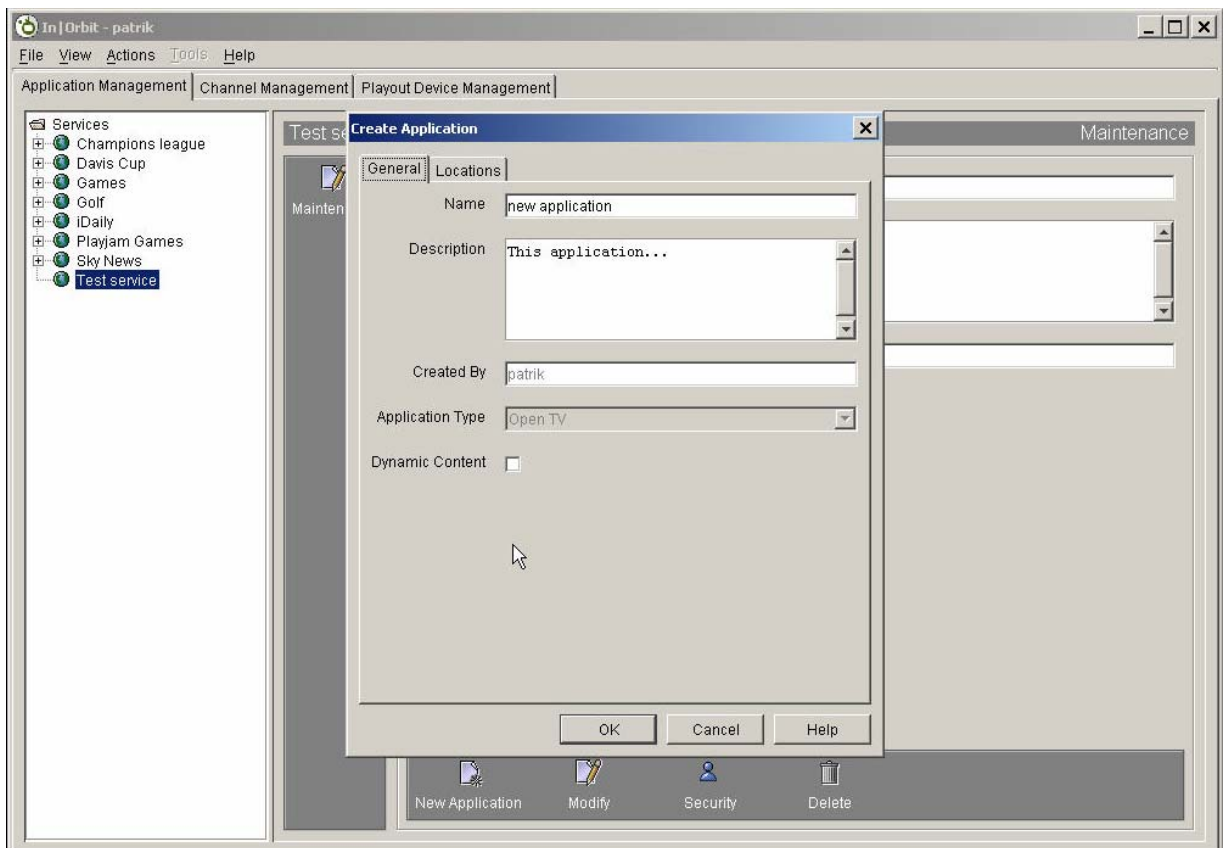 In|Orbit - patrik
File View Actions Tools Help
Application Management Channel Management Playout Device Management
Services
Champions league
Davis Cup
Games
Golf
iDaily
Playjam Games
Sky News
Test service
Test se
Maintenance
Mainten
Create Application
General Locations
Name new application
Description This application...
Created By patrik
Application Type Open TV
Dynamic Content
OK Cancel Help
New Application Modify Security Delete